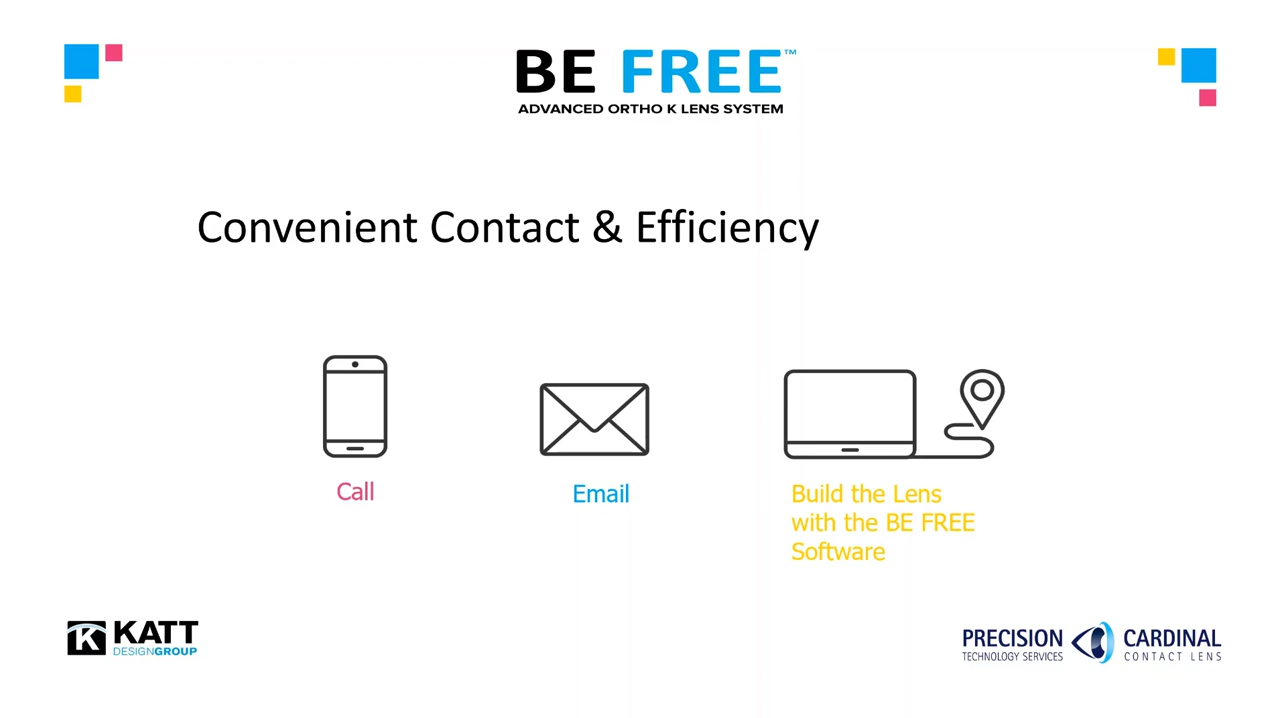 BE FREE™
ADVANCED ORTHO K LENS SYSTEM
Convenient Contact & Efficiency
Call
Email
Build the Lens
with the BE FREE
Software
K KATT
DESIGNGROUP
PRECISION
TECHNOLOGY SERVICES
CARDINAL
CONTACT LENS